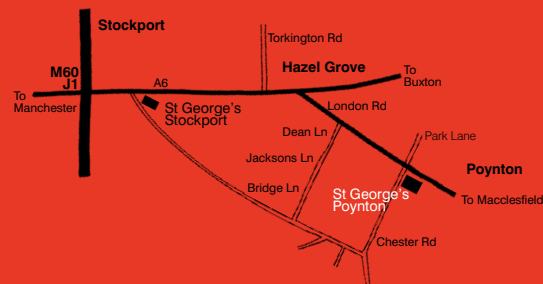 Stockport
Torkington Rd
M60
J1
A6
Hazel Grove
To
Buxton
To
Manchester
St George's
Stockport
London Rd
Dean Ln
Park Lane
Jacksons Ln
Poynton
Bridge Ln
St George's
Poynton
To Macclesfield
Chester Rd